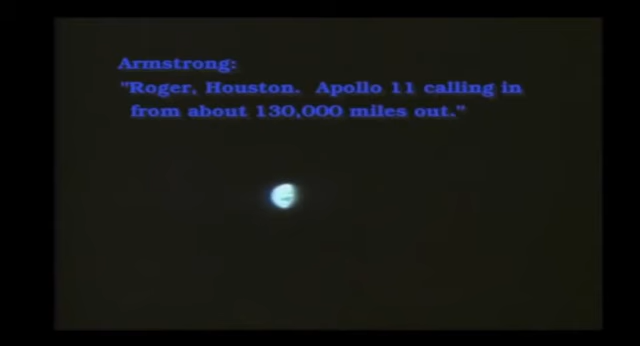 Armstrong:
"Roger, Houston. Apollo 11 calling in
from about 130,000 miles out."